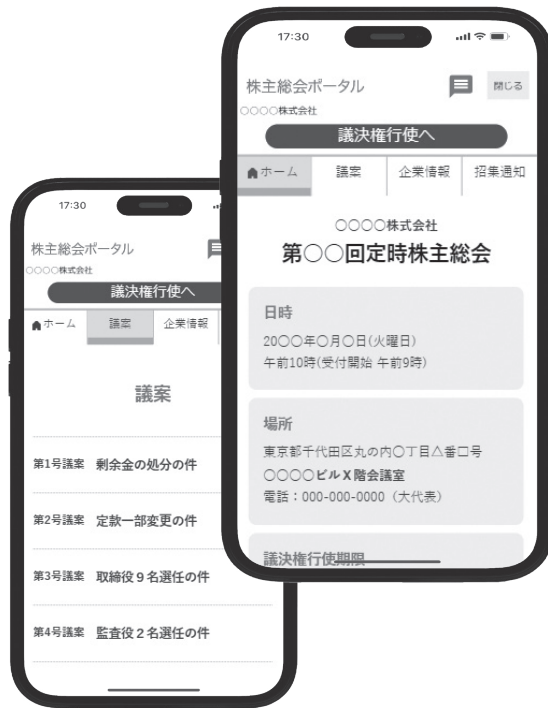 17:30
株主総会ポータル
閉じる
○○○○株式会社
議決権行使へ
ホーム 議案 企業情報 招集通知
○○○○株式会社
第○○回定時株主総会
日時
20○○年○月○日(火曜日)
午前10時(受付開始 午前9時)
場所
東京都千代田区丸の内○丁目△番□号
○○○○ビルX階会議室
電話：000-000-0000（大代表）
議決権行使期限
17:30
株主総会ポータル
○○○○株式会社
議決権行使へ
ホーム 議案 企業情報
議案
第1号議案 剰余金の処分の件
第2号議案 定款一部変更の件
第3号議案 取締役９名選任の件
第4号議案 監査役２名選任の件